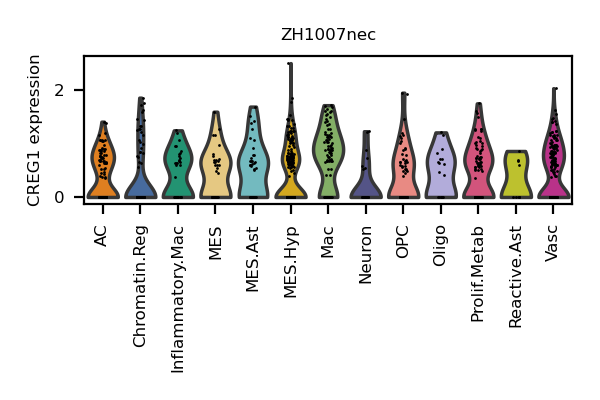 ZH1007nec
CREG1 expression
2
0
AC
Chromatin.Reg
Inflammatory.Mac
MES
MES.Ast
MES.Hyp
Mac
Neuron
OPC
Oligo
Prolif.Metab
Reactive.Ast
Vasc